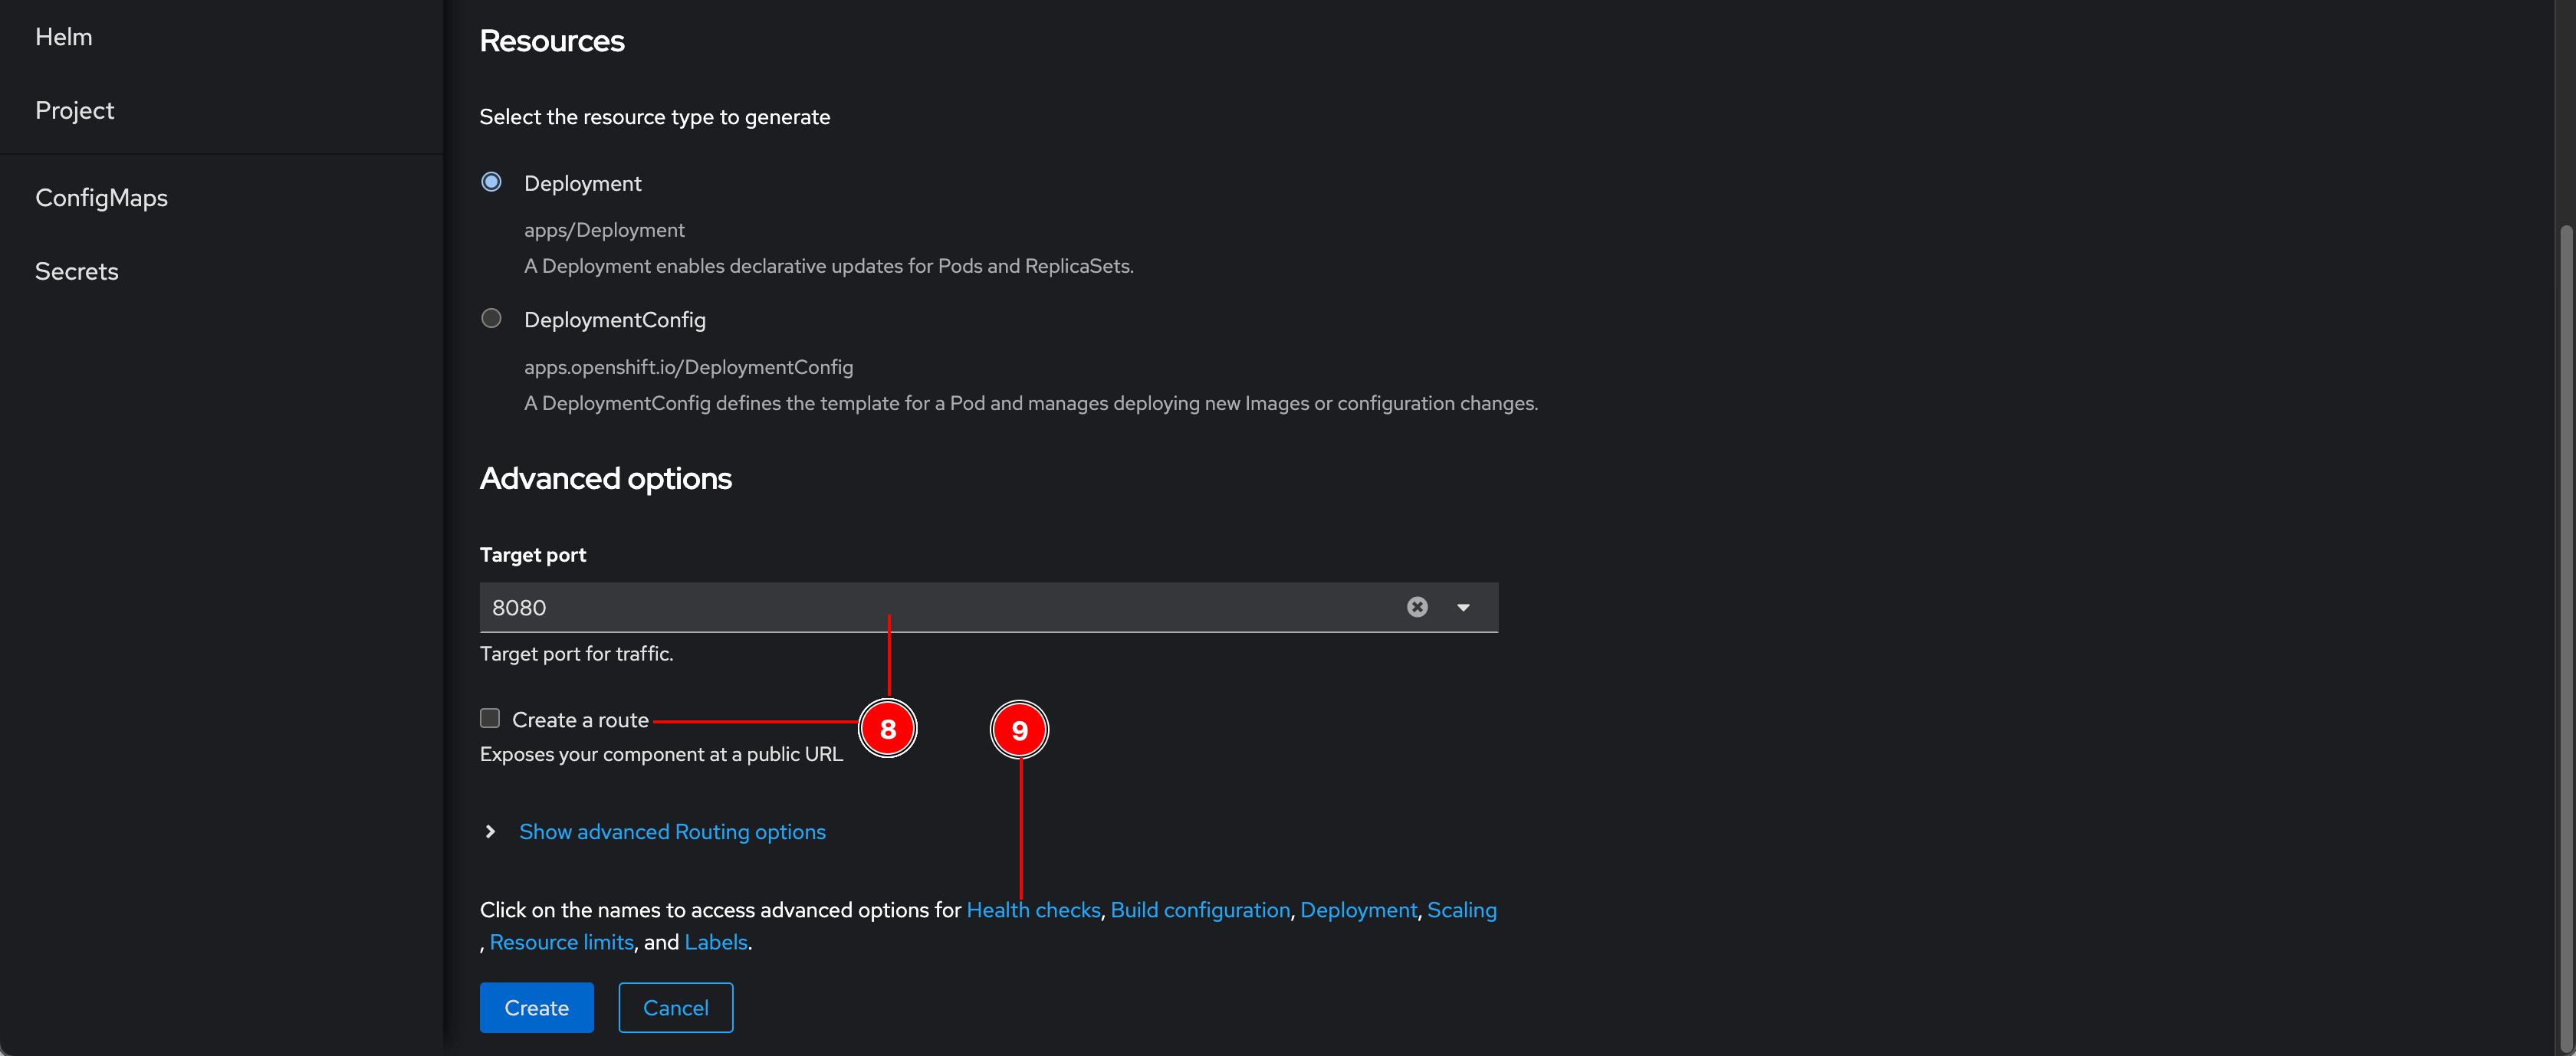 Helm
Project
ConfigMaps
Secrets
Resources
Select the resource type to generate
Deployment
apps/Deployment
A Deployment enables declarative updates for Pods and ReplicaSets.
DeploymentConfig
apps.openshift.io/DeploymentConfig
A DeploymentConfig defines the template for a Pod and manages deploying new Images or configuration changes.
Advanced options
Target port
8080
Target port for traffic.
Create a route
8
9
Exposes your component at a public URL
Show advanced Routing options
Click on the names to access advanced options for Health checks, Build configuration, Deployment, Scaling
, Resource limits, and Labels.
Create
Cancel